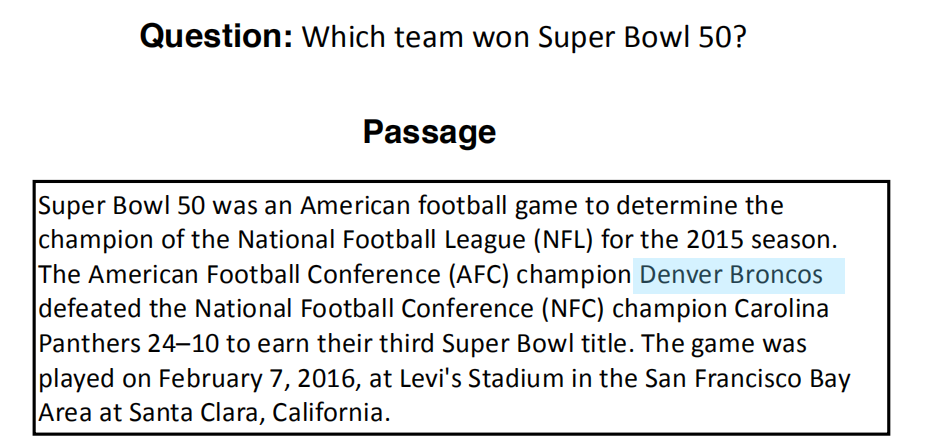 Question: Which team won Super Bowl 50?
Passage
Super Bowl 50 was an American football game to determine the
champion of the National Football League (NFL) for the 2015 season.
The American Football Conference (AFC) champion Denver Broncos
defeated the National Football Conference (NFC) champion Carolina
Panthers 24–10 to earn their third Super Bowl title. The game was
played on February 7, 2016, at Levi's Stadium in the San Francisco Bay
Area at Santa Clara, California.